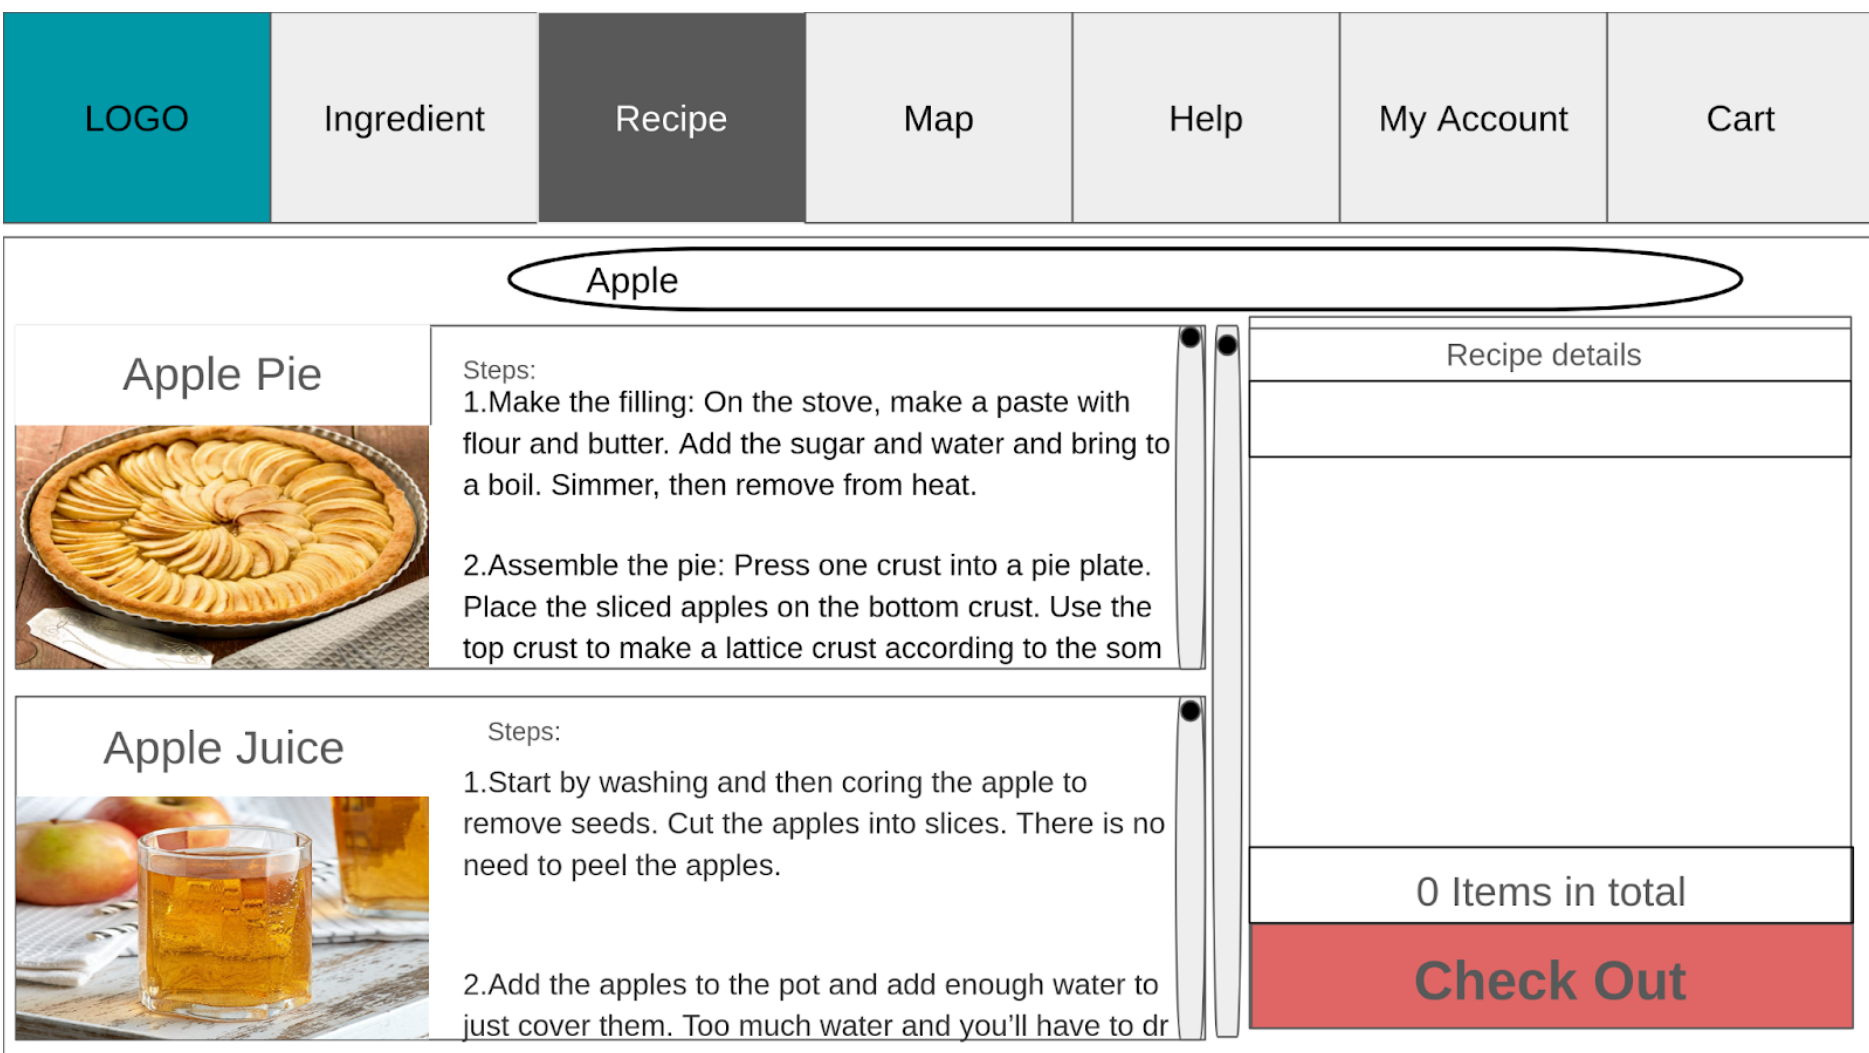 LOGO
Ingredient
Recipe
Map
Help
My Account
Cart
Apple
Apple Pie
Steps:
1.Make the filling: On the stove, make a paste with
flour and butter. Add the sugar and water and bring to
a boil. Simmer, then remove from heat.
2.Assemble the pie: Press one crust into a pie plate.
Place the sliced apples on the bottom crust. Use the
top crust to make a lattice crust according to the som
Apple Juice
Steps:
1.Start by washing and then coring the apple to
remove seeds. Cut the apples into slices. There is no
need to peel the apples.
2.Add the apples to the pot and add enough water to
just cover them. Too much water and you’ll have to dr
Recipe details
0 Items in total
Check Out